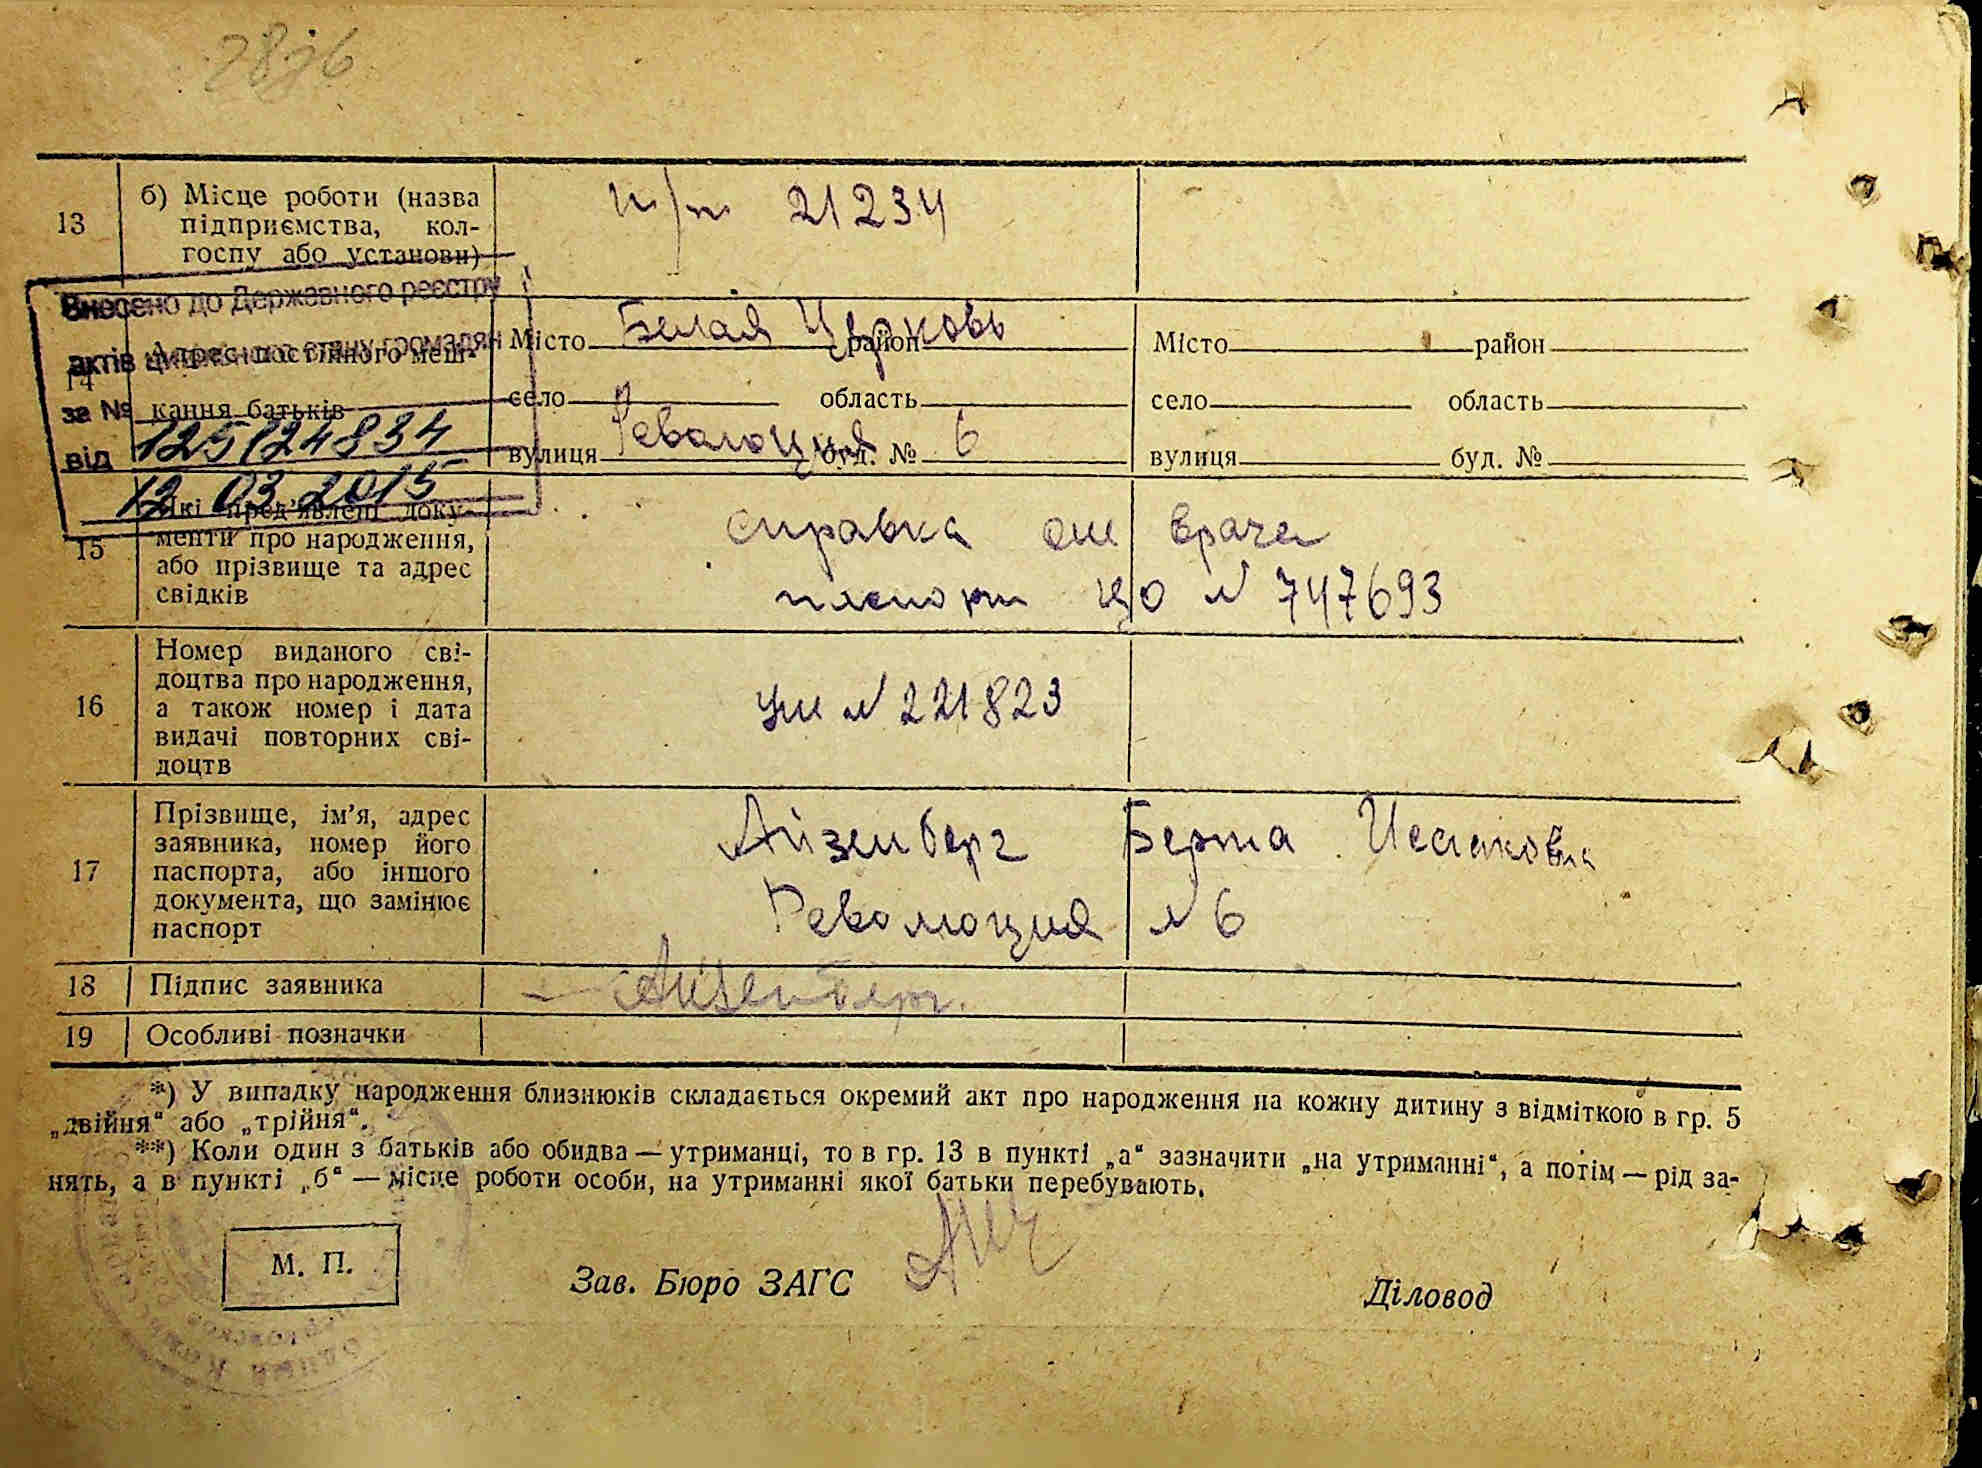 13
б) Місце роботи (назва
підприємства, кол-
госпу або установи)
п/п 21234
Внесено до Державного реєстру
актів цивільного стану громадян
за №
125/24834
від
12 03 2015
14
Адрес постійного меш-
кання батьків
Місто Белая Церковь район
село область
вулиця Революция буд. № 6
Місто район
село область
вулиця буд. №
15
Які пред'явлені доку-
менти про народження,
або прізвище та адрес
свідків
справка от врача
паспорт ЦО № 747693
16
Номер виданого сві-
доцтва про народження,
а також номер і дата
видачі повторних сві-
доцтв
№ 221823
17
Прізвище, ім'я, адрес
заявника, номер його
паспорта, або іншого
документа, що замінює
паспорт
Айзенберг Берта Исаковна
Революция № 6
18
Підпис заявника
Айзенберг.
19
Особливі позначки
*) У випадку народження близнюків складається окремий акт про народження на кожну дитину з відміткою в гр. 5
„двійня“ або „трійня“.
**) Коли один з батьків або обидва — утриманці, то в гр. 13 в пункті „а“ зазначити „на утриманні“, а потім — рід за-
нять, а в пункті „б“ — місце роботи особи, на утриманні якої батьки перебувають.
М. П.
Зав. Бюро ЗАГС
Діловод